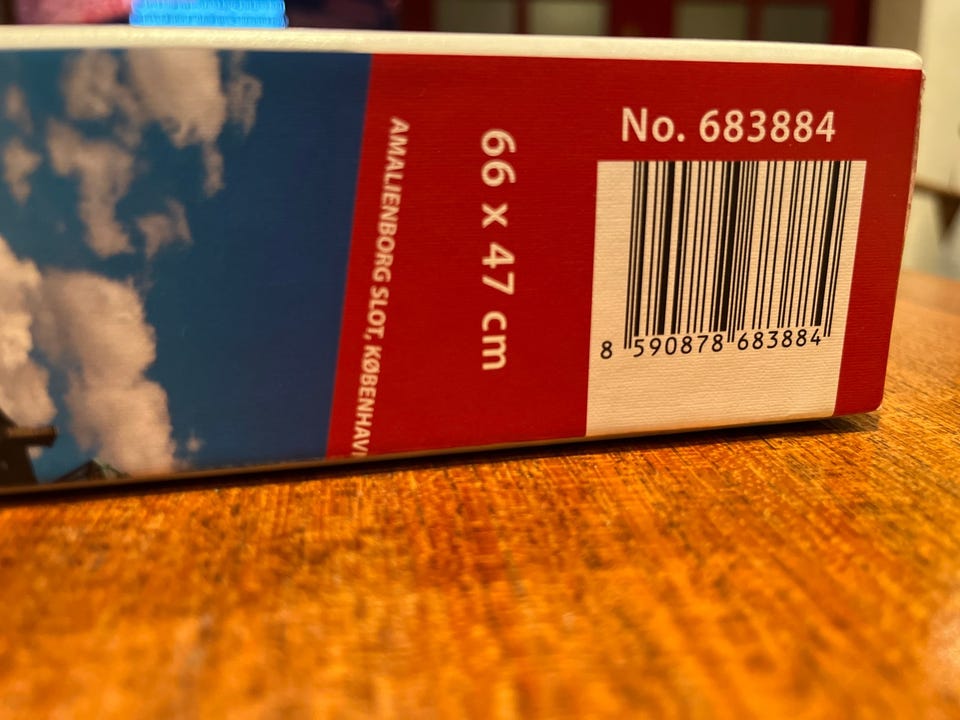 AMALIENBORG SLOT, KØBENHAV
66 x 47 cm
No. 683884
8 590878 683884